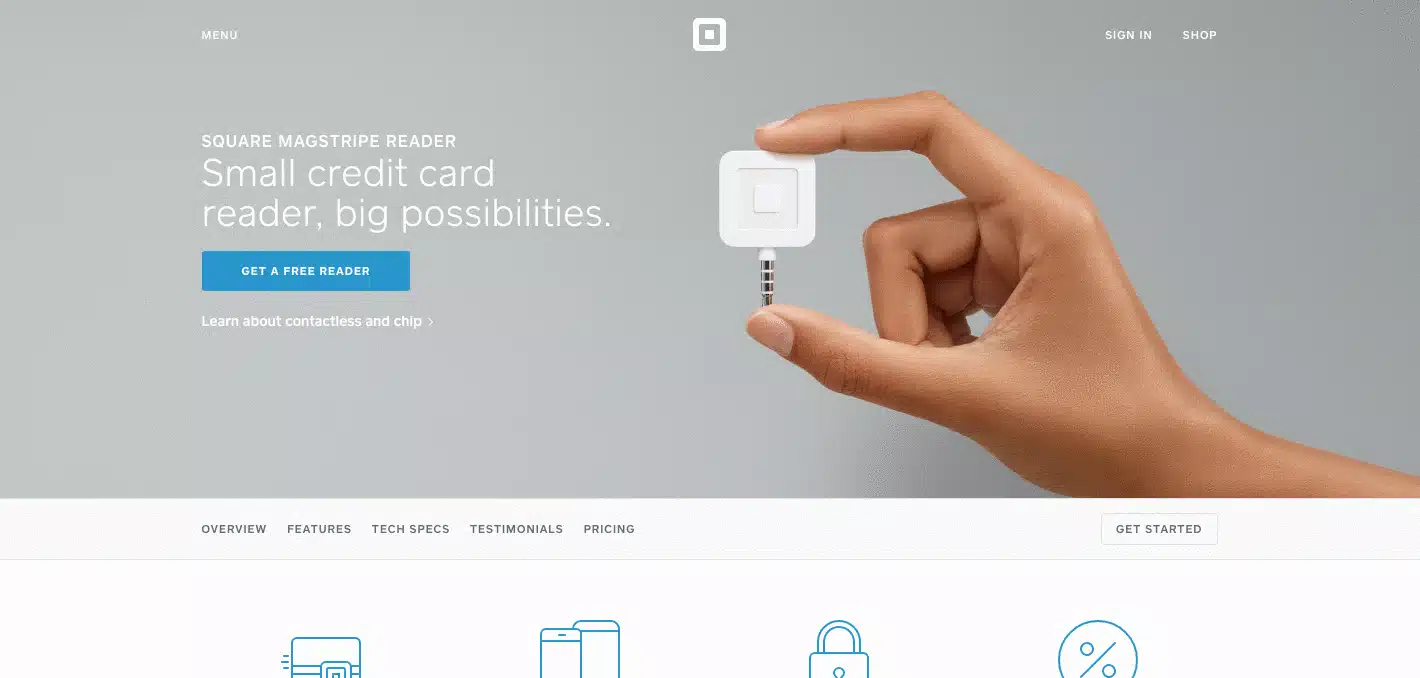 MENU
SIGN IN
SHOP
SQUARE MAGSTRIPE READER
Small credit card
reader, big possibilities.
GET A FREE READER
Learn about contactless and chip >
OVERVIEW
FEATURES
TECH SPECS
TESTIMONIALS
PRICING
GET STARTED
%